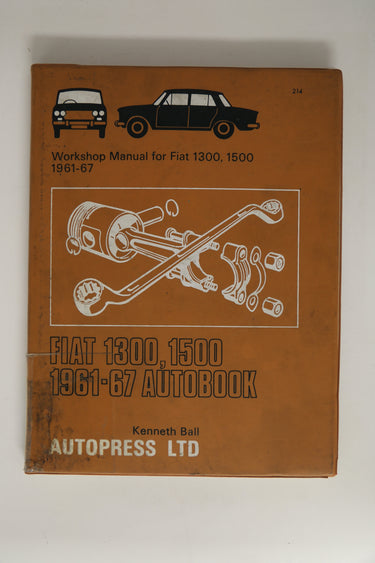 214
Workshop Manual for Fiat 1300, 1500
1961-67
FIAT 1300, 1500
1961-67 AUTOBOOK
Kenneth Ball
AUTOPRESS LTD